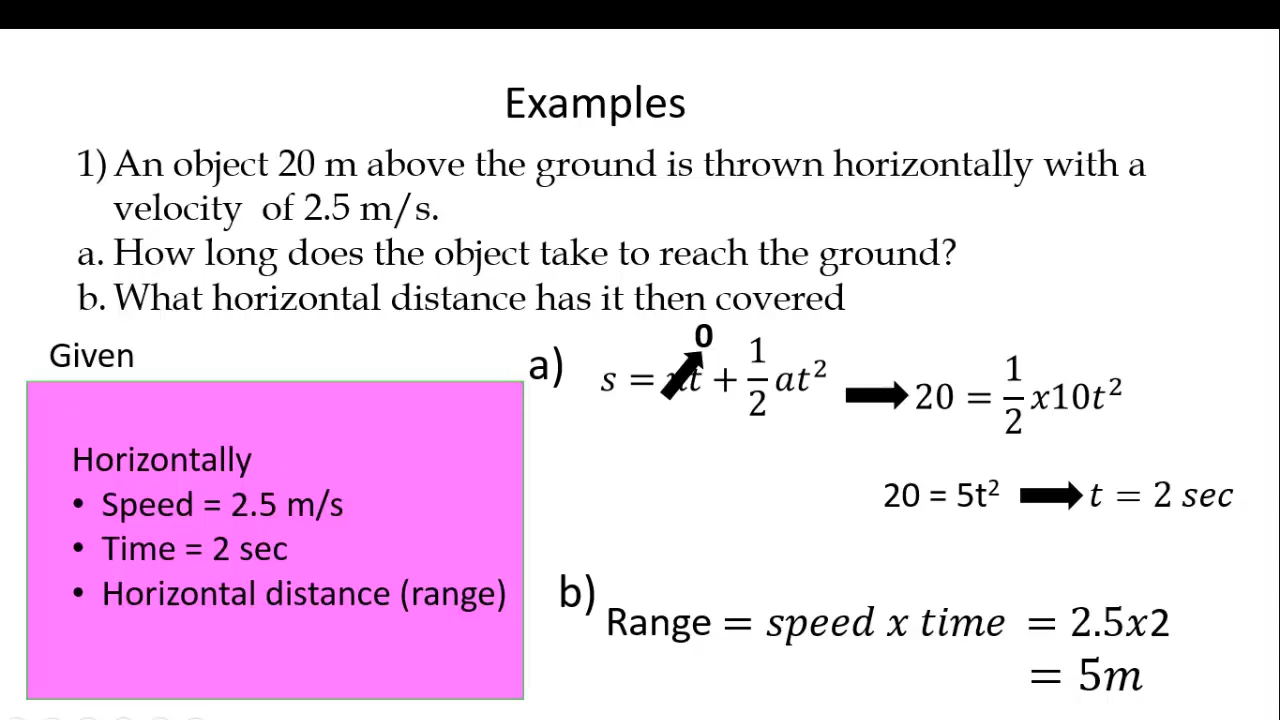 Examples
1) An object 20 m above the ground is thrown horizontally with a
velocity of 2.5 m/s.
a. How long does the object take to reach the ground?
b. What horizontal distance has it then covered
Given
Horizontally
• Speed = 2.5 m/s
• Time = 2 sec
• Horizontal distance (range)
0
a) s = ut + 1/2 at² 20 = 1/2 x10t²
20 = 5t² t = 2 sec
b) Range = speed x time = 2.5x2
= 5m